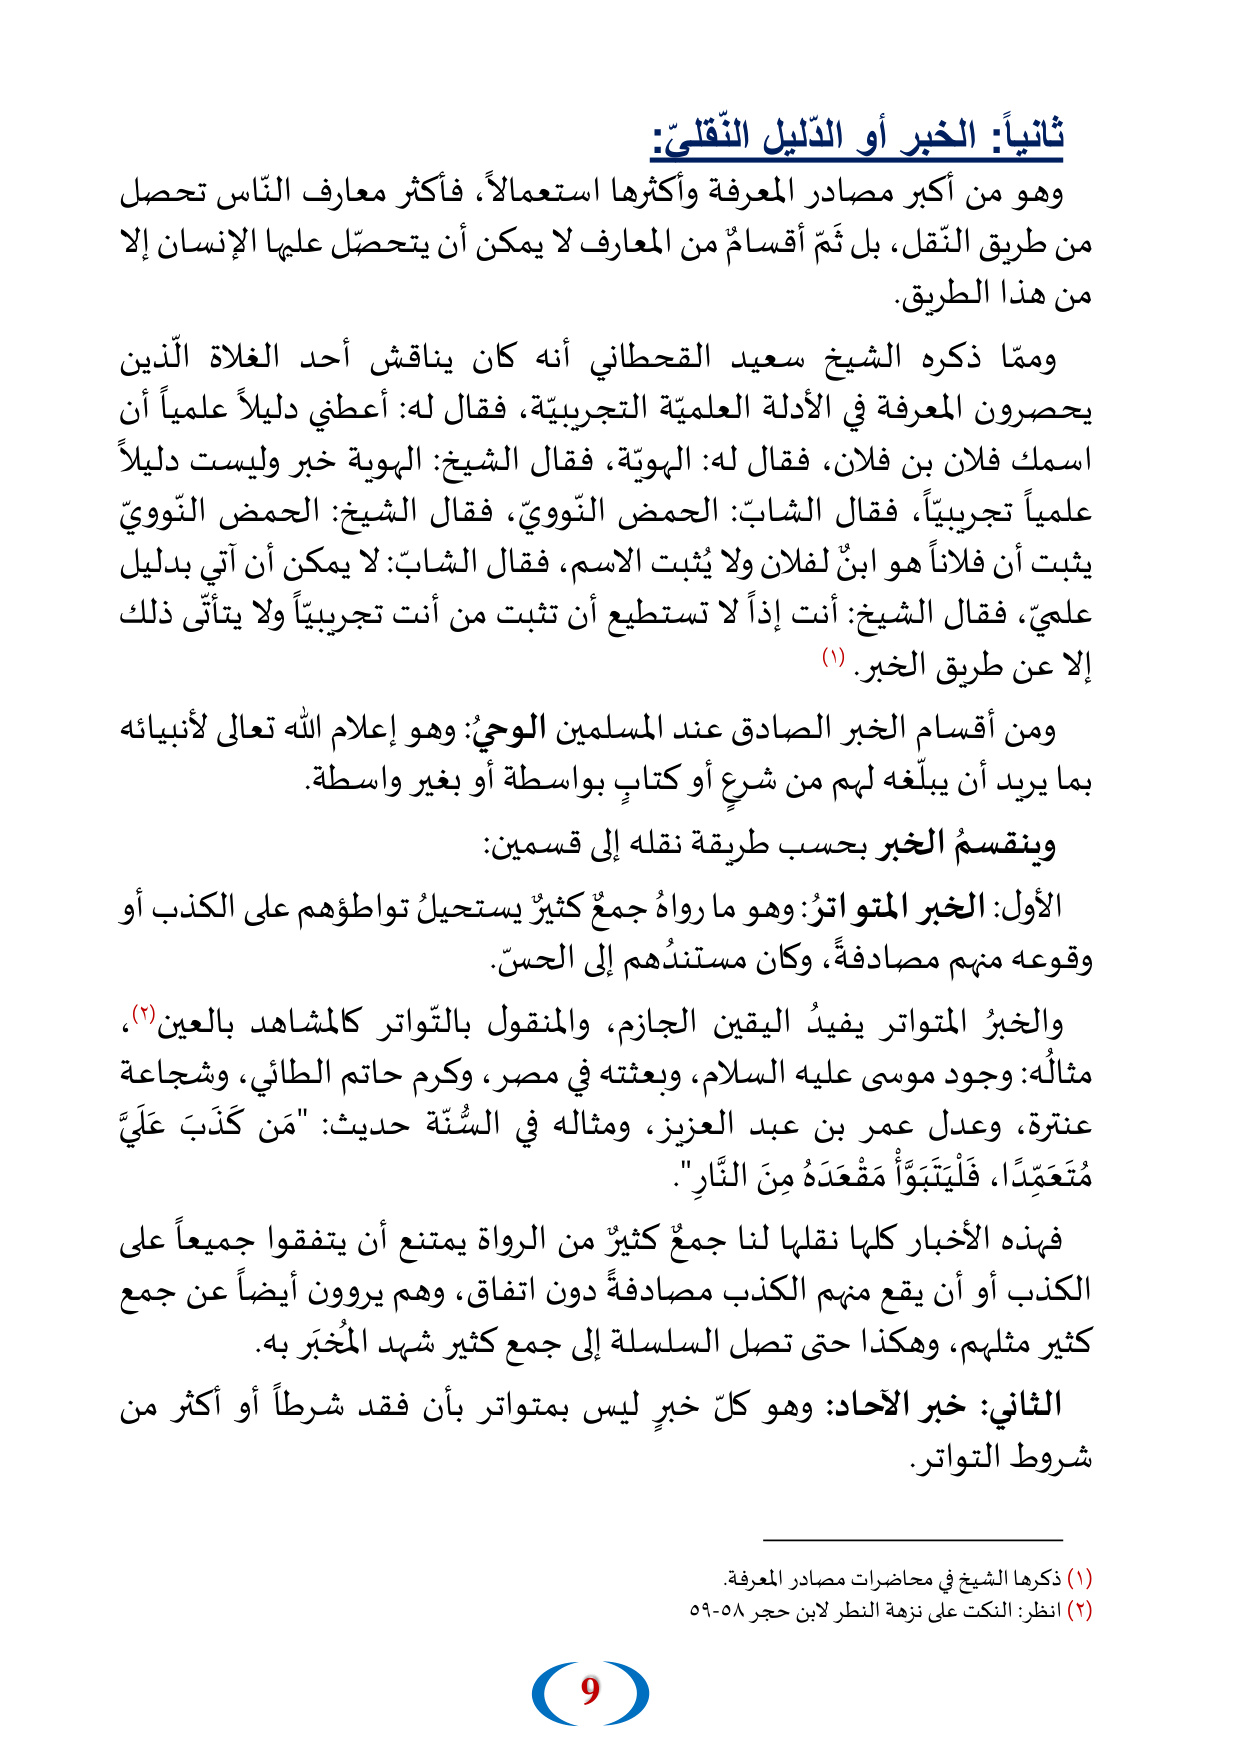 ثانياً: الخبر أو الدّليل النّقليّ:
وهو من أكبر مصادر المعرفة وأكثرها استعمالاً، فأكثر معارف النّاس تحصل
من طريق النّقل، بل ثَمّ أقسامٌ من المعارف لا يمكن أن يتحصّل عليها الإنسان إلا
من هذا الطريق.
وممّا ذكره الشيخ سعيد القحطاني أنه كان يناقش أحد الغلاة الّذين
يحصرون المعرفة في الأدلة العلميّة التجريبيّة، فقال له: أعطني دليلاً علمياً أن
اسمك فلان بن فلان، فقال له: الهويّة، فقال الشيخ: الهوية خبر وليست دليلاً
علمياً تجريبيّاً، فقال الشابّ: الحمض النّوويّ، فقال الشيخ: الحمض النّوويّ
يثبت أن فلاناً هو ابنٌ لفلان ولا يُثبت الاسم، فقال الشابّ: لا يمكن أن آتي بدليل
علميّ، فقال الشيخ: أنت إذاً لا تستطيع أن تثبت من أنت تجريبيّاً ولا يتأتّى ذلك
إلا عن طريق الخبر. (١)
ومن أقسام الخبر الصادق عند المسلمين الوحيُ: وهو إعلام الله تعالى لأنبيائه
بما يريد أن يبلّغه لهم من شرعٍ أو كتابٍ بواسطة أو بغير واسطة.
وينقسمُ الخبر بحسب طريقة نقله إلى قسمين:
الأول: الخبر المتواترُ: وهو ما رواهُ جمعٌ كثيرٌ يستحيلُ تواطؤهم على الكذب أو
وقوعه منهم مصادفةً، وكان مستندُهم إلى الحسّ.
والخبرُ المتواتر يفيدُ اليقين الجازم، والمنقول بالتّواتر كالمشاهد بالعين(٢)،
مثالُه: وجود موسى عليه السلام، وبعثته في مصر، وكرم حاتم الطائي، وشجاعة
عنترة، وعدل عمر بن عبد العزيز، ومثاله في السُّنّة حديث: "مَن كَذَبَ عَلَيَّ
مُتَعَمِّدًا، فَلْيَتَبَوَّأْ مَقْعَدَهُ مِنَ النَّارِ".
فهذه الأخبار كلها نقلها لنا جمعٌ كثيرٌ من الرواة يمتنع أن يتفقوا جميعاً على
الكذب أو أن يقع منهم الكذب مصادفةً دون اتفاق، وهم يروون أيضاً عن جمع
كثير مثلهم، وهكذا حتى تصل السلسلة إلى جمع كثير شهد المُخبَر به.
الثاني: خبر الآحاد: وهو كلّ خبرٍ ليس بمتواتر بأن فقد شرطاً أو أكثر من
شروط التواتر.
(١) ذكرها الشيخ في محاضرات مصادر المعرفة.
(٢) انظر: النكت على نزهة النظر لابن حجر ٥٨-٥٩
9